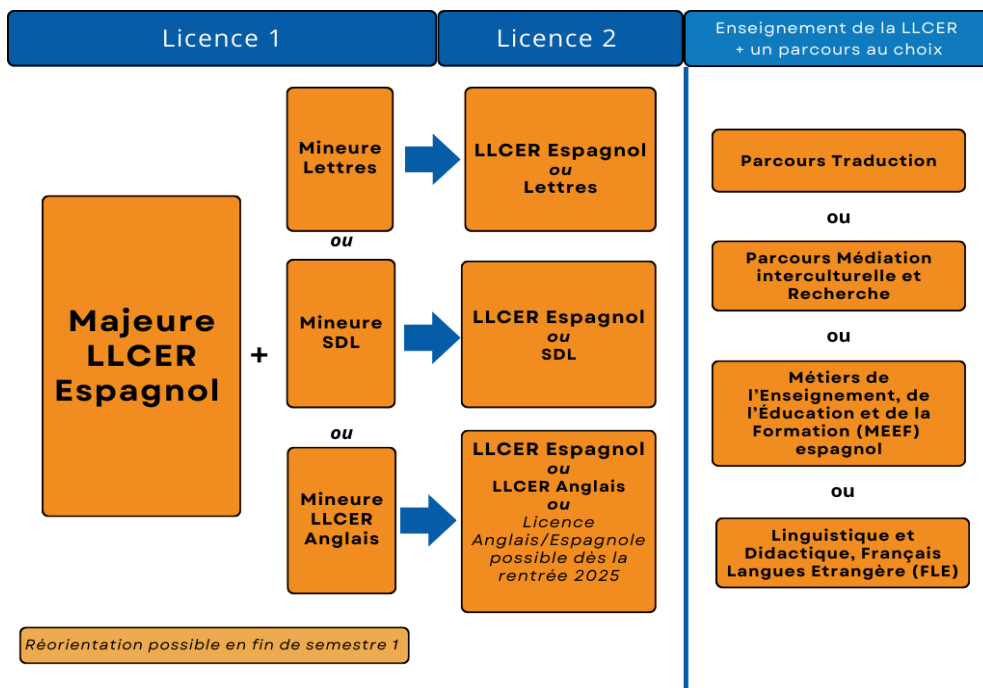 Licence 1
Licence 2
Enseignement de la LLCER
+ un parcours au choix
Majeure
LLCER
Espagnol
+
Mineure
Lettres
ou
Mineure
SDL
ou
Mineure
LLCER
Anglais
LLCER Espagnol
ou
Lettres
LLCER Espagnol
ou
SDL
LLCER Espagnol
ou
LLCER Anglais
ou
Licence
Anglais/Espagnole
possible dès la
rentrée 2025
Parcours Traduction
ou
Parcours Médiation
interculturelle et
Recherche
ou
Métiers de
l'Enseignement, de
l'Éducation et de la
Formation (MEEF)
espagnol
ou
Linguistique et
Didactique, Français
Langues Etrangère (FLE)
Réorientation possible en fin de semestre 1